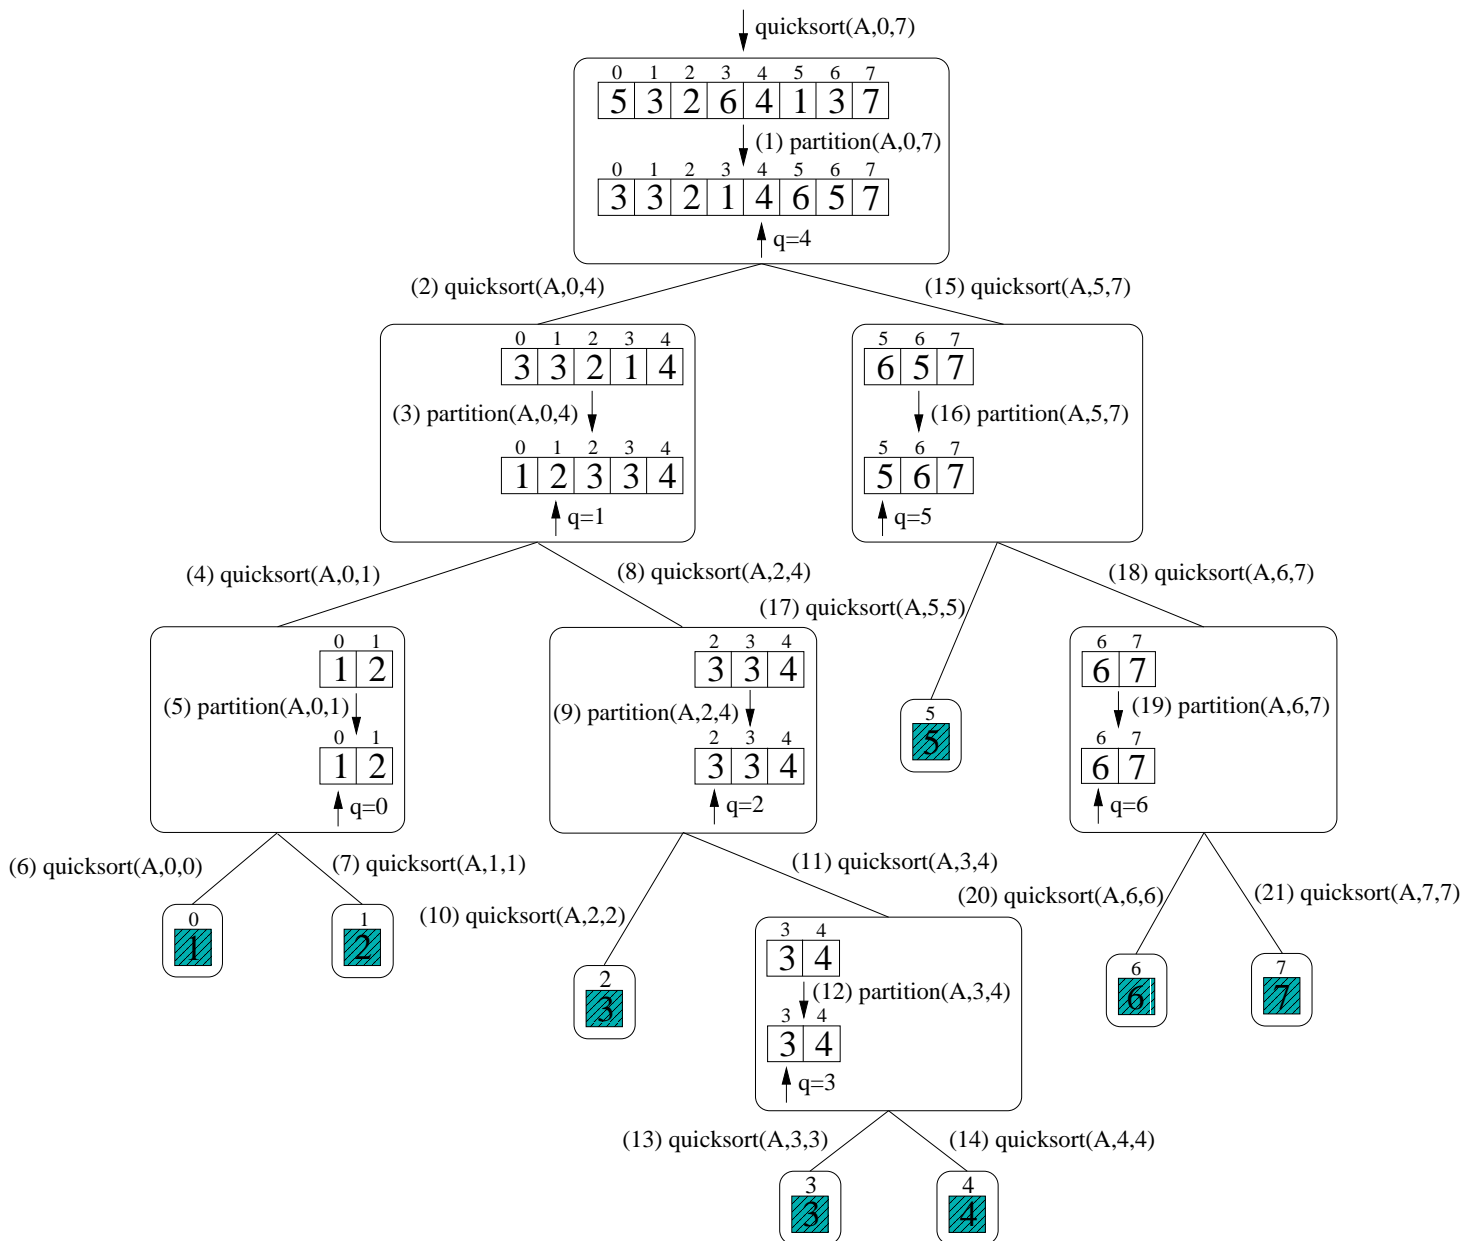 quicksort(A,0,7)
0 1 2 3 4 5 6 7
5 3 2 6 4 1 3 7
(1) partition(A,0,7)
0 1 2 3 4 5 6 7
3 3 2 1 4 6 5 7
q=4
(2) quicksort(A,0,4)
(15) quicksort(A,5,7)
0 1 2 3 4
3 3 2 1 4
(3) partition(A,0,4)
0 1 2 3 4
1 2 3 3 4
q=1
5 6 7
6 5 7
(16) partition(A,5,7)
5 6 7
5 6 7
q=5
(4) quicksort(A,0,1)
(8) quicksort(A,2,4)
(17) quicksort(A,5,5)
(18) quicksort(A,6,7)
0 1
1 2
(5) partition(A,0,1)
0 1
1 2
q=0
2 3 4
3 3 4
(9) partition(A,2,4)
2 3 4
3 3 4
q=2
5
5
6 7
6 7
(19) partition(A,6,7)
6 7
6 7
q=6
(6) quicksort(A,0,0)
(7) quicksort(A,1,1)
(10) quicksort(A,2,2)
(11) quicksort(A,3,4)
(20) quicksort(A,6,6)
(21) quicksort(A,7,7)
0
1
1
2
2
3
3 4
3 4
(12) partition(A,3,4)
3 4
3 4
q=3
6
6
7
7
(13) quicksort(A,3,3)
(14) quicksort(A,4,4)
3
3
4
4